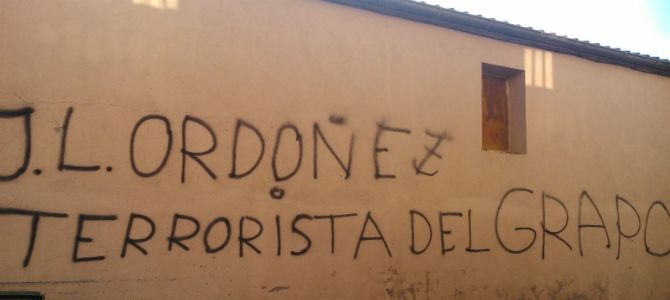 J.L. ORDOÑEZ
TERRORISTA DEL GRAPO